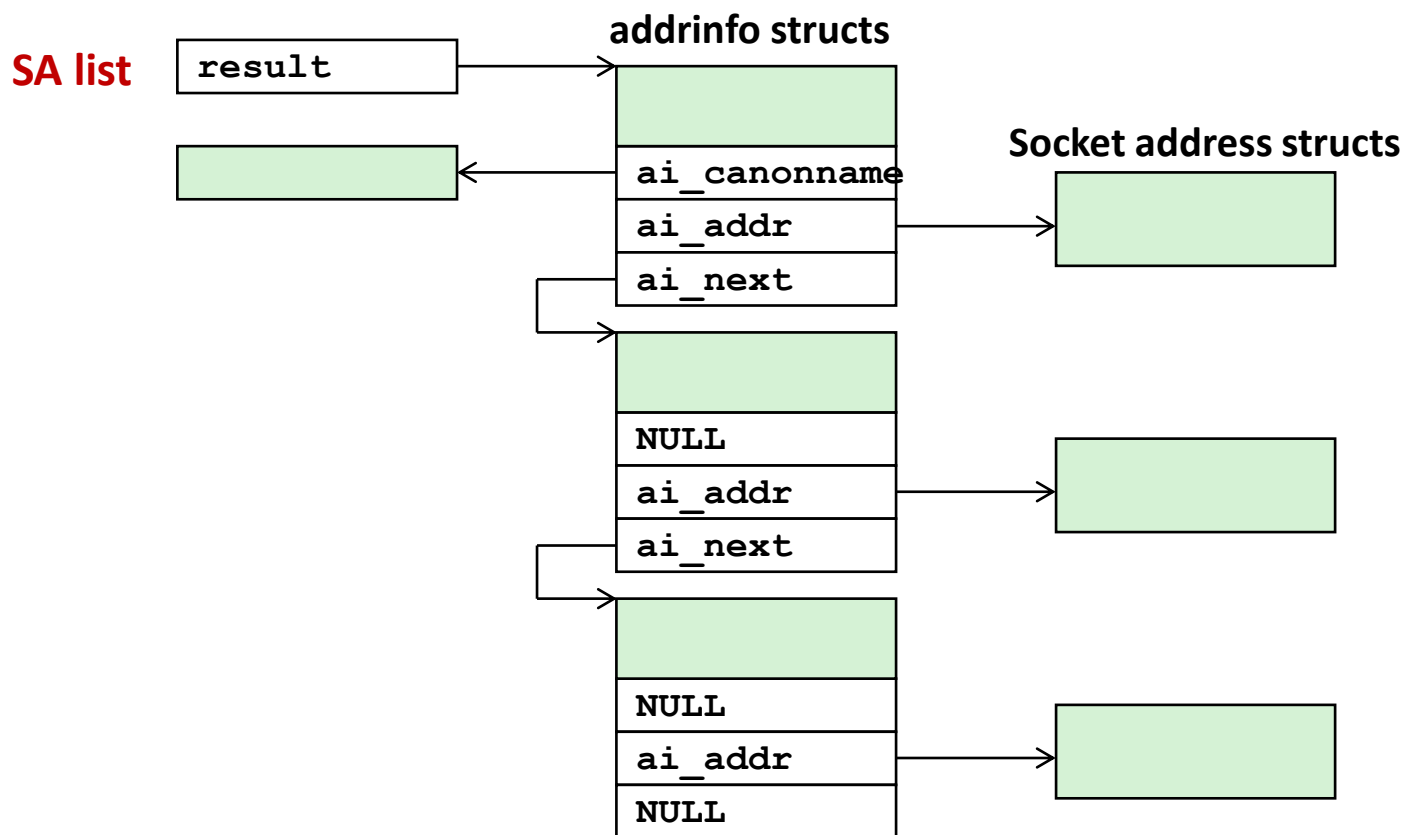 addrinfo structs
SA list
result
Socket address structs
ai_canonname
ai_addr
ai_next
NULL
ai_addr
ai_next
NULL
ai_addr
NULL